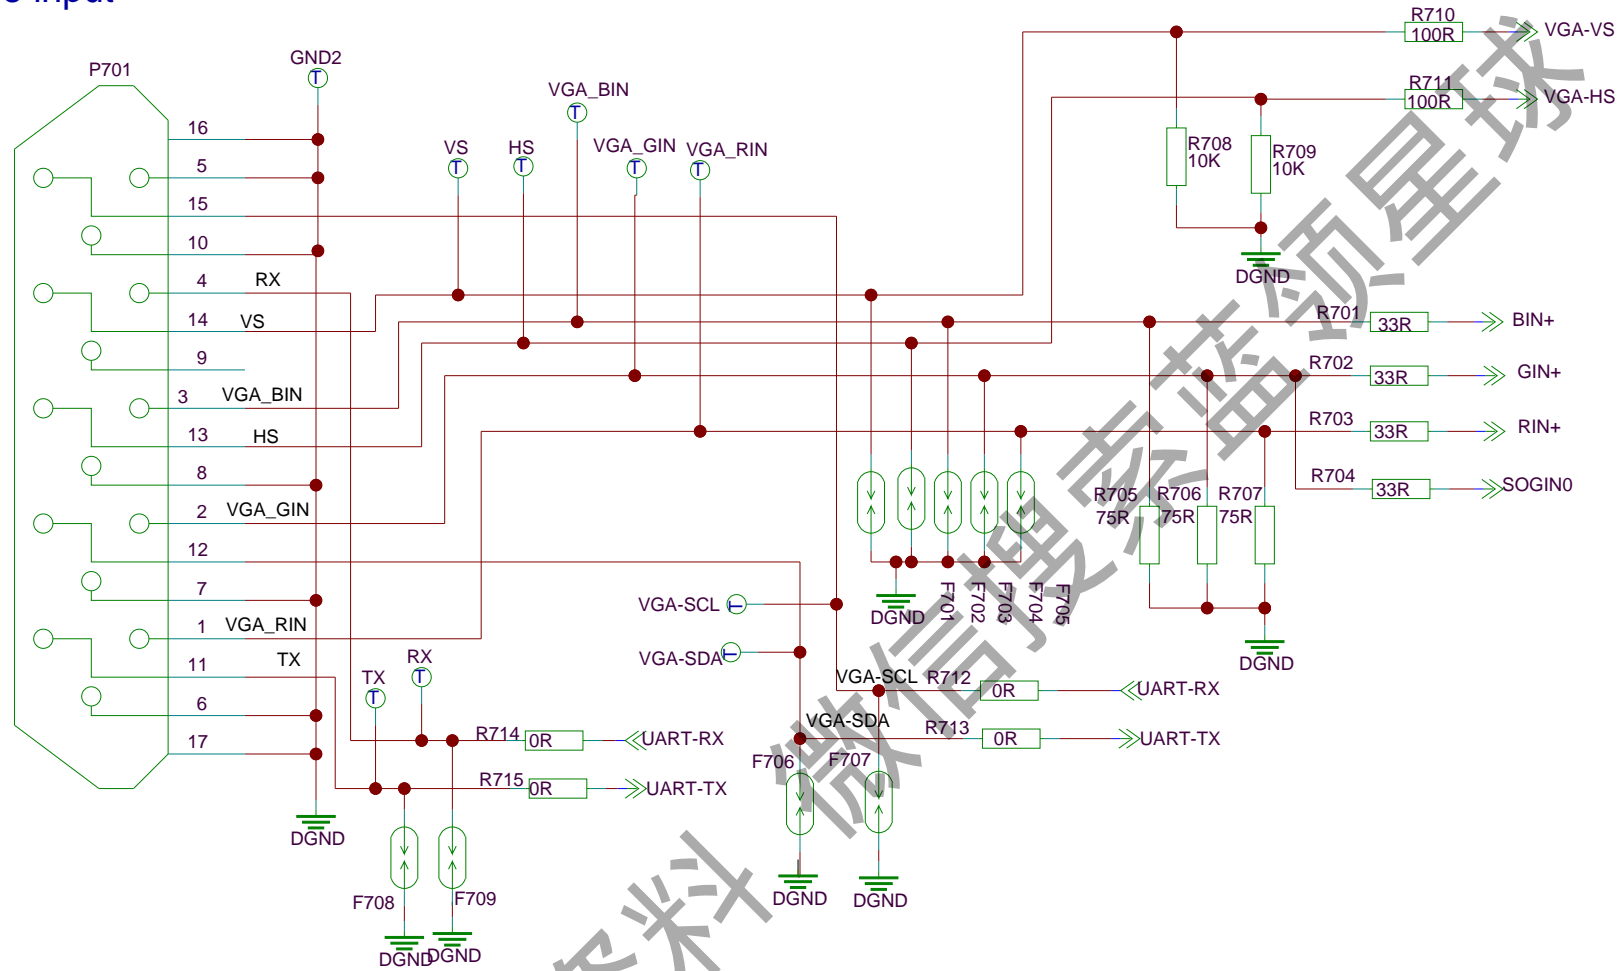 P701
GND2
VGA_BIN
VS
HS
VGA_GIN
VGA_RIN
R710
100R
VGA-VS
R711
100R
VGA-HS
R708
10K
R709
10K
DGND
16
5
15
10
4
RX
14
VS
9
3
VGA_BIN
13
HS
8
2
VGA_GIN
12
7
1
VGA_RIN
11
TX
6
17
DGND
R701
33R
BIN+
R702
33R
GIN+
R703
33R
RIN+
R704
33R
SOGIN0
R705
75R
R706
75R
R707
75R
DGND
F701
F702
F703
F704
F705
DGND
VGA-SCL
VGA-SDA
VGA-SCL
R712
0R
UART-RX
VGA-SDA
R713
0R
UART-TX
F706
F707
DGND
DGND
TX
RX
R714
0R
UART-RX
R715
0R
UART-TX
F708
F709
DGND
DGND
料 微信搜索蓝领星球